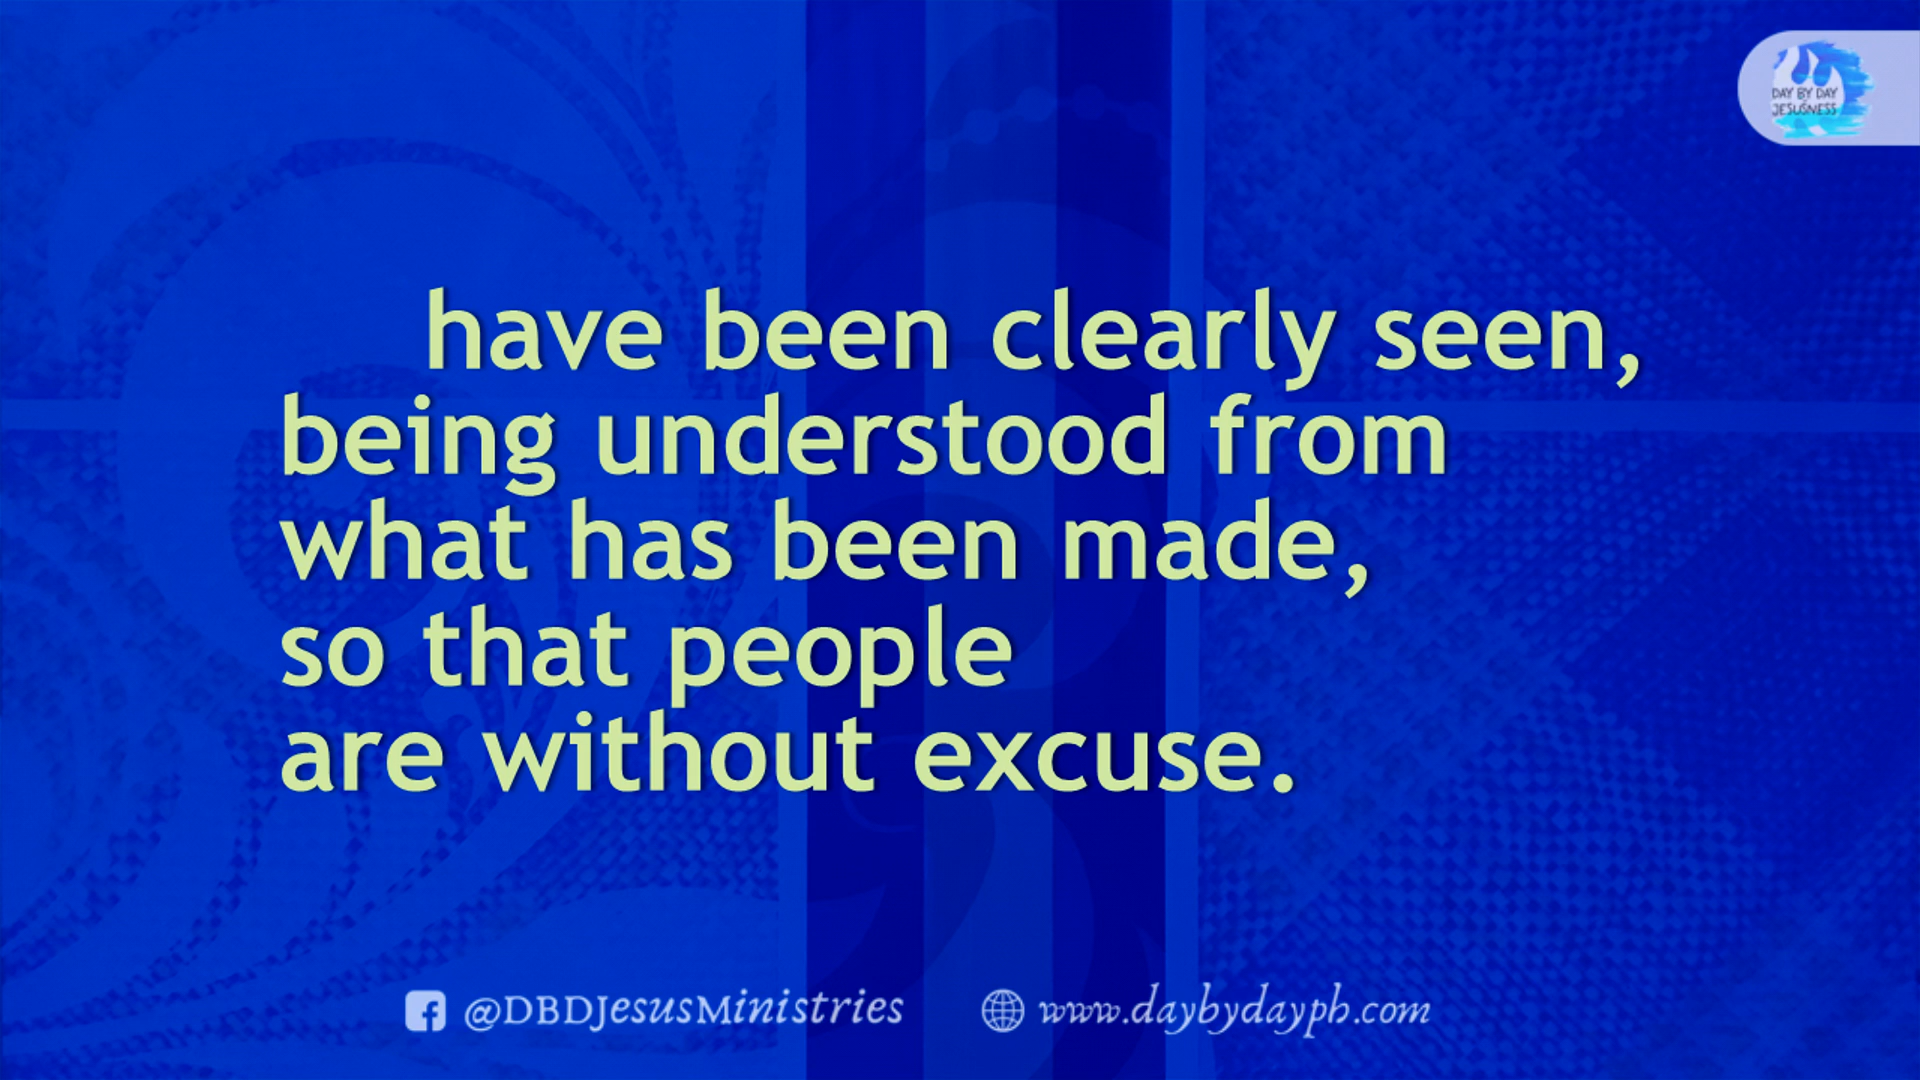 DAY BY DAY
JESUSNESS
have been clearly seen,
being understood from
what has been made,
so that people
are without excuse.
@DBDJesusMinistries
www.daybydayph.com